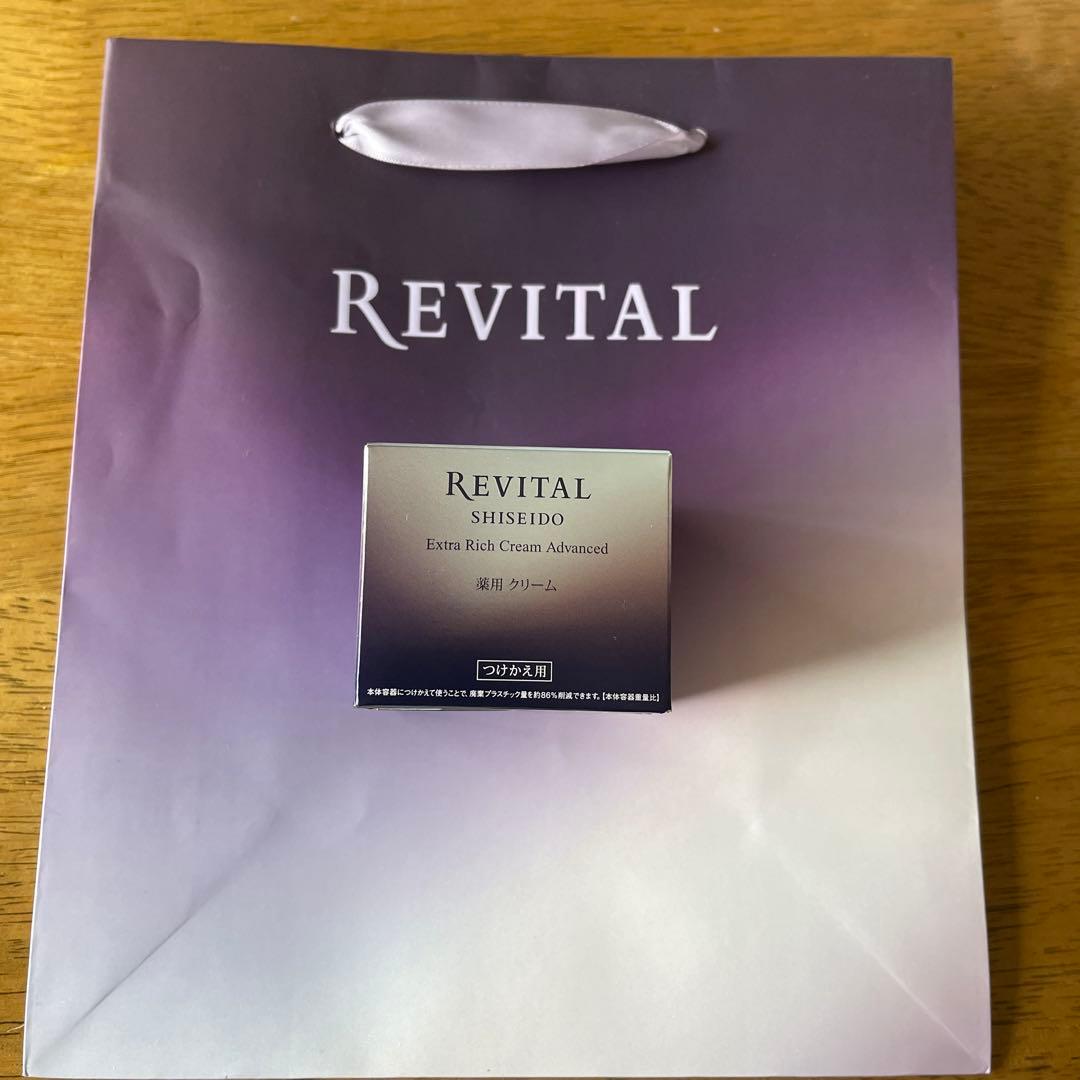 REVITAL
REVITAL
SHISEIDO
Extra Rich Cream Advanced
薬用 クリーム
つけかえ用
本体容器につけかえて使うことで、廃棄プラスチック量を約86%削減できます。【本体容器重量比】